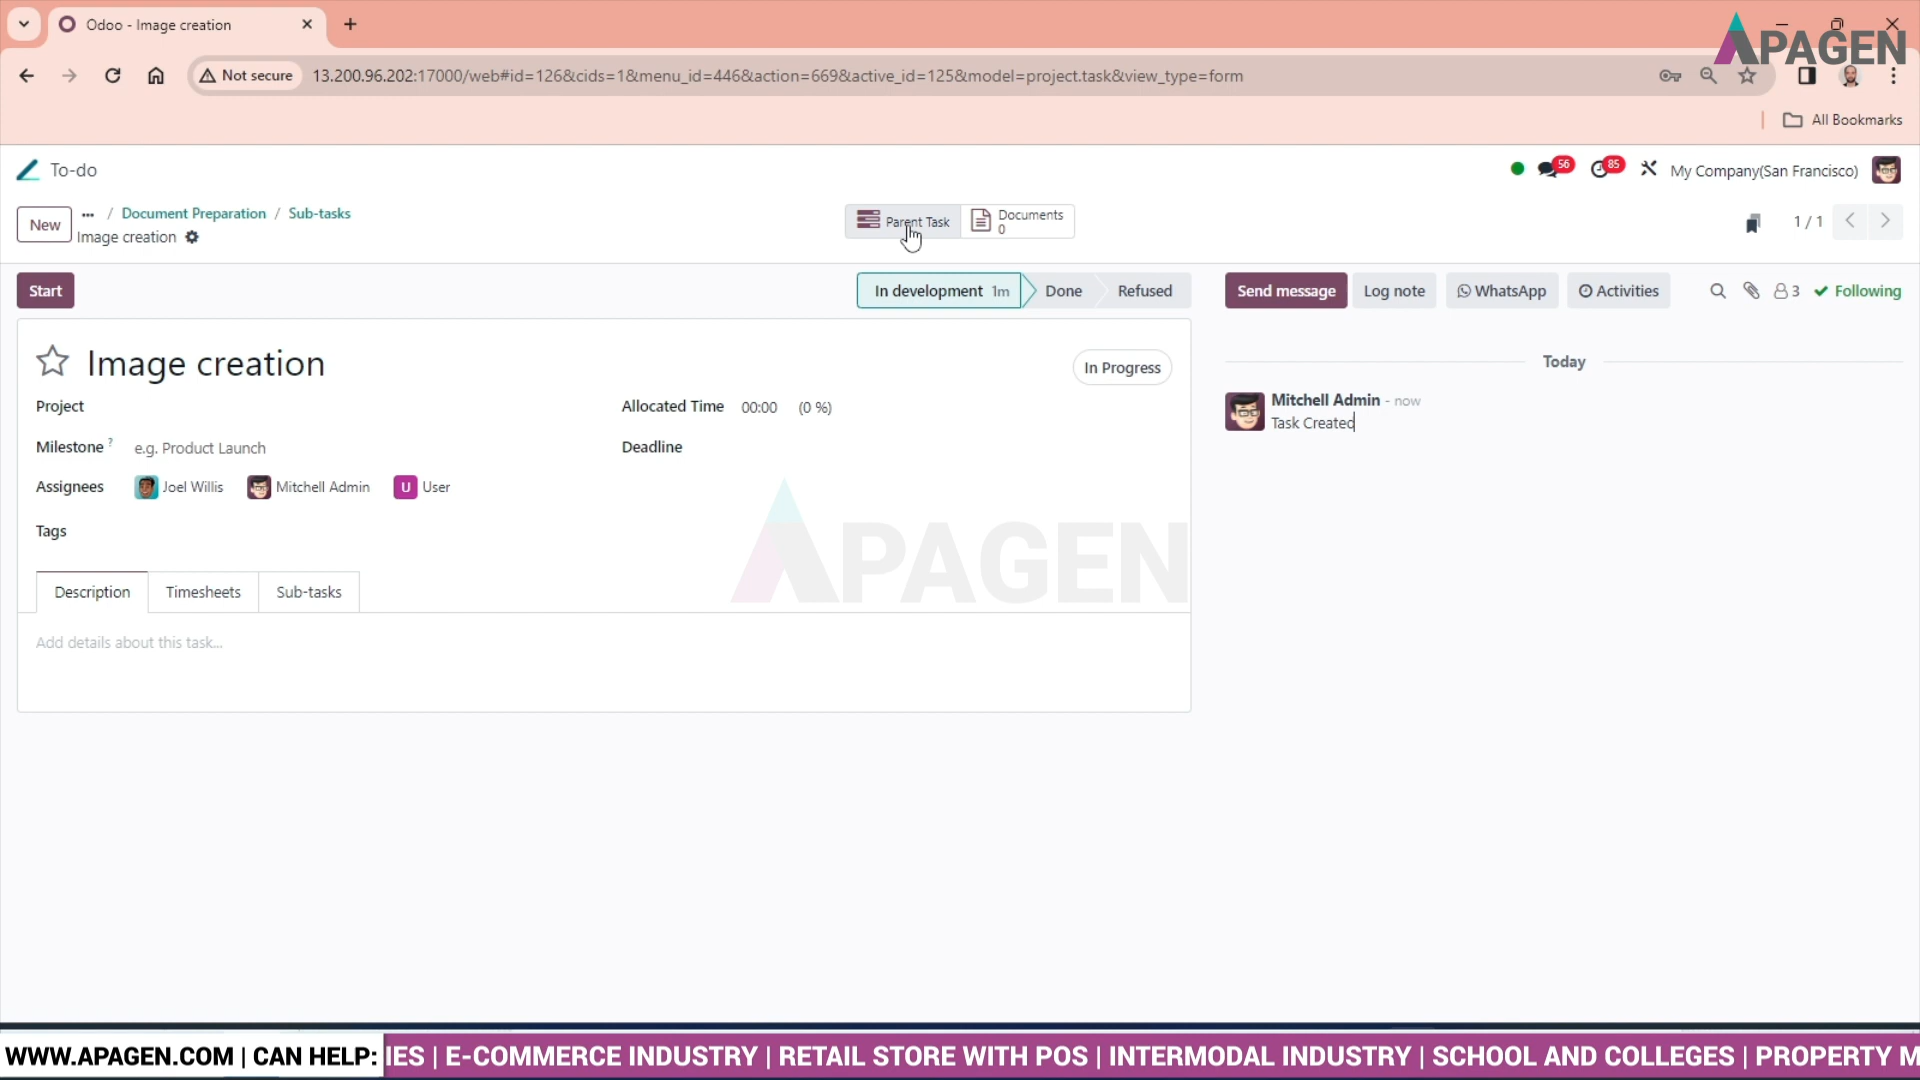 Odoo - Image creation
APAGEN
Not secure
13.200.96.202:17000/web#id=126&cids=1&menu_id=446&action=669&active_id=125&model=project.task&view_type=form
All Bookmarks
To-do
56
85
My Company(San Francisco)
New
... / Document Preparation / Sub-tasks
Image creation
Parent Task
Documents
0
1 / 1
Start
In development 1m
Done
Refused
Send message
Log note
WhatsApp
Activities
3
Following
Image creation
In Progress
Today
Project
Allocated Time 00:00 (0 %)
Mitchell Admin - now
Task Created
Milestone ? e.g. Product Launch
Deadline
Assignees Joel Willis Mitchell Admin U User
Tags
APAGEN
Description
Timesheets
Sub-tasks
Add details about this task...
WWW.APAGEN.COM | CAN HELP: IES | E-COMMERCE INDUSTRY | RETAIL STORE WITH POS | INTERMODAL INDUSTRY | SCHOOL AND COLLEGES | PROPERTY M